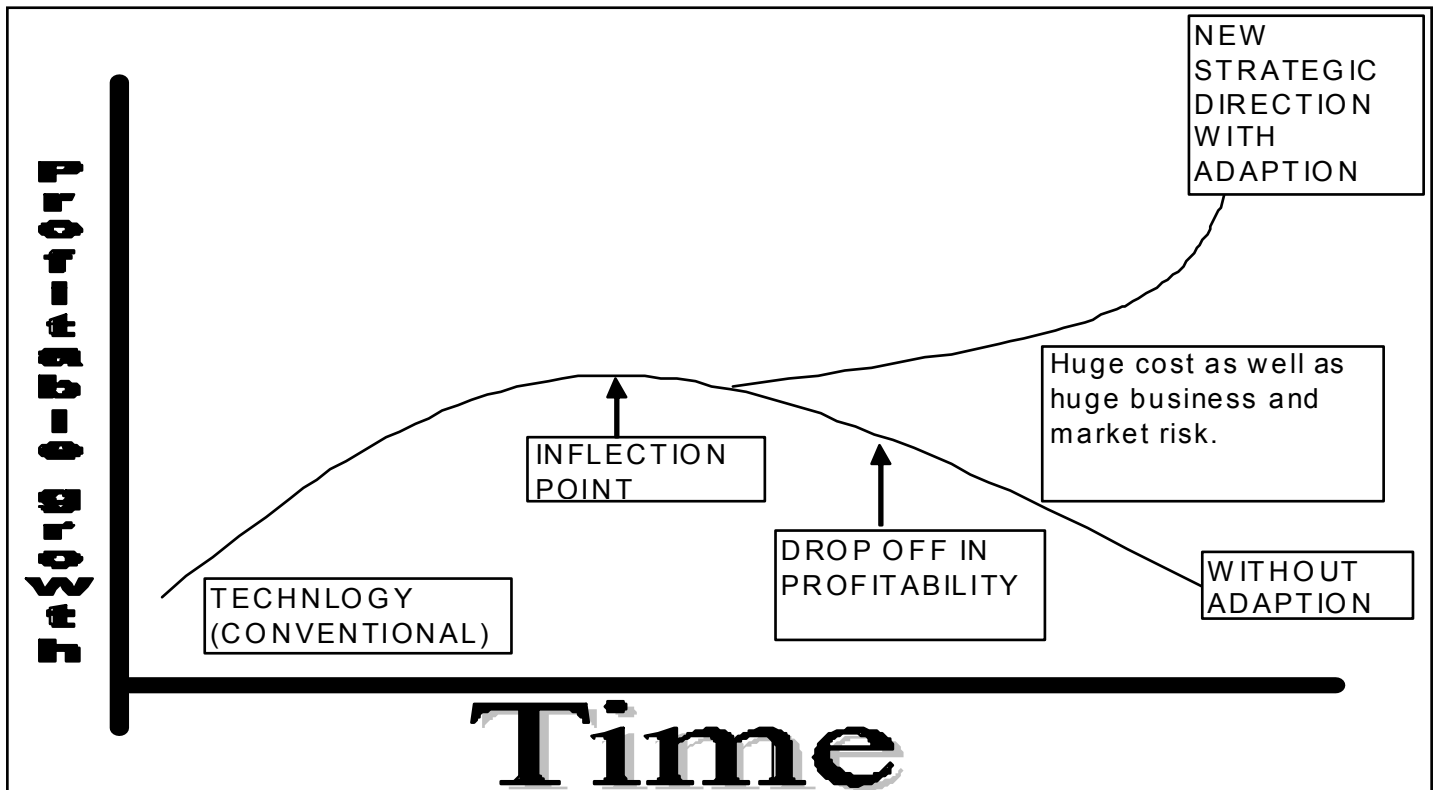 NEW
STRATEGIC
DIRECTION
WITH
ADAPTION
Profitable growth
Huge cost as well as
huge business and
market risk.
INFLECTION
POINT
DROP OFF IN
PROFITABILITY
WITHOUT
ADAPTION
TECHNLOGY
(CONVENTIONAL)
Time